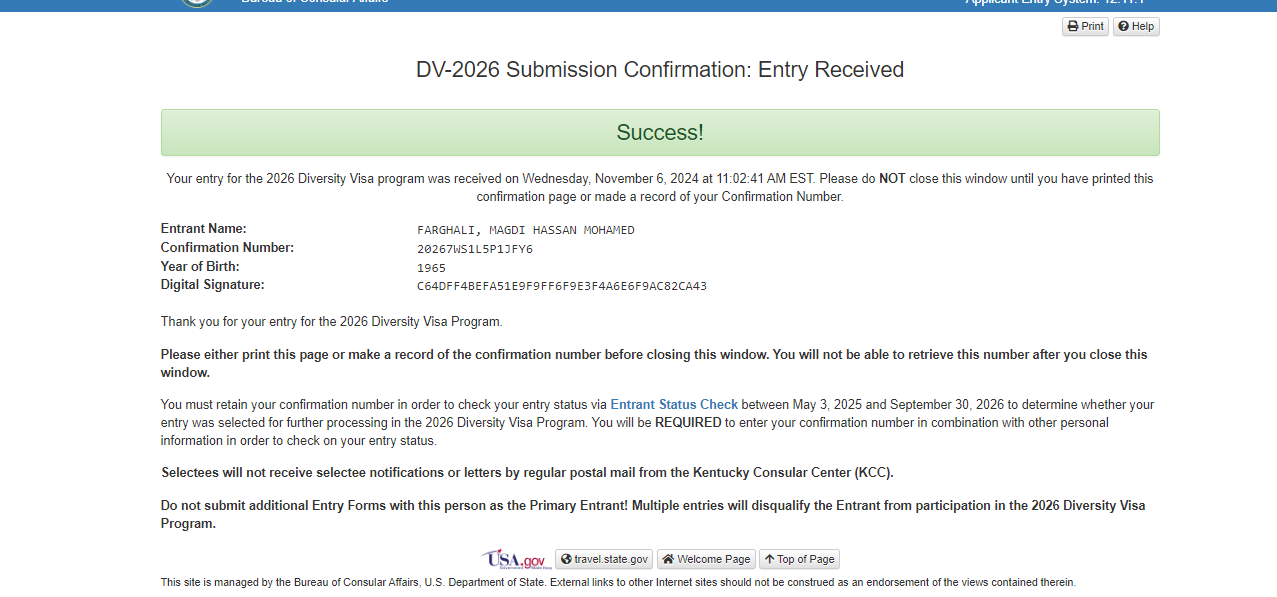 Bureau of Consular Affairs
Applicant Entry System: 12.11.1
Print
Help
DV-2026 Submission Confirmation: Entry Received
Success!
Your entry for the 2026 Diversity Visa program was received on Wednesday, November 6, 2024 at 11:02:41 AM EST. Please do NOT close this window until you have printed this
confirmation page or made a record of your Confirmation Number.
Entrant Name: FARGHALI, MAGDI HASSAN MOHAMED
Confirmation Number: 20267WS1L5P1JFY6
Year of Birth: 1965
Digital Signature: C64DFF4BEFA51E9F9FF6F9E3F4A6E6F9AC82CA43
Thank you for your entry for the 2026 Diversity Visa Program.
Please either print this page or make a record of the confirmation number before closing this window. You will not be able to retrieve this number after you close this
window.
You must retain your confirmation number in order to check your entry status via Entrant Status Check between May 3, 2025 and September 30, 2026 to determine whether your
entry was selected for further processing in the 2026 Diversity Visa Program. You will be REQUIRED to enter your confirmation number in combination with other personal
information in order to check on your entry status.
Selectees will not receive selectee notifications or letters by regular postal mail from the Kentucky Consular Center (KCC).
Do not submit additional Entry Forms with this person as the Primary Entrant! Multiple entries will disqualify the Entrant from participation in the 2026 Diversity Visa
Program.
USA.gov
travel.state.gov
Welcome Page
Top of Page
This site is managed by the Bureau of Consular Affairs, U.S. Department of State. External links to other Internet sites should not be construed as an endorsement of the views contained therein.